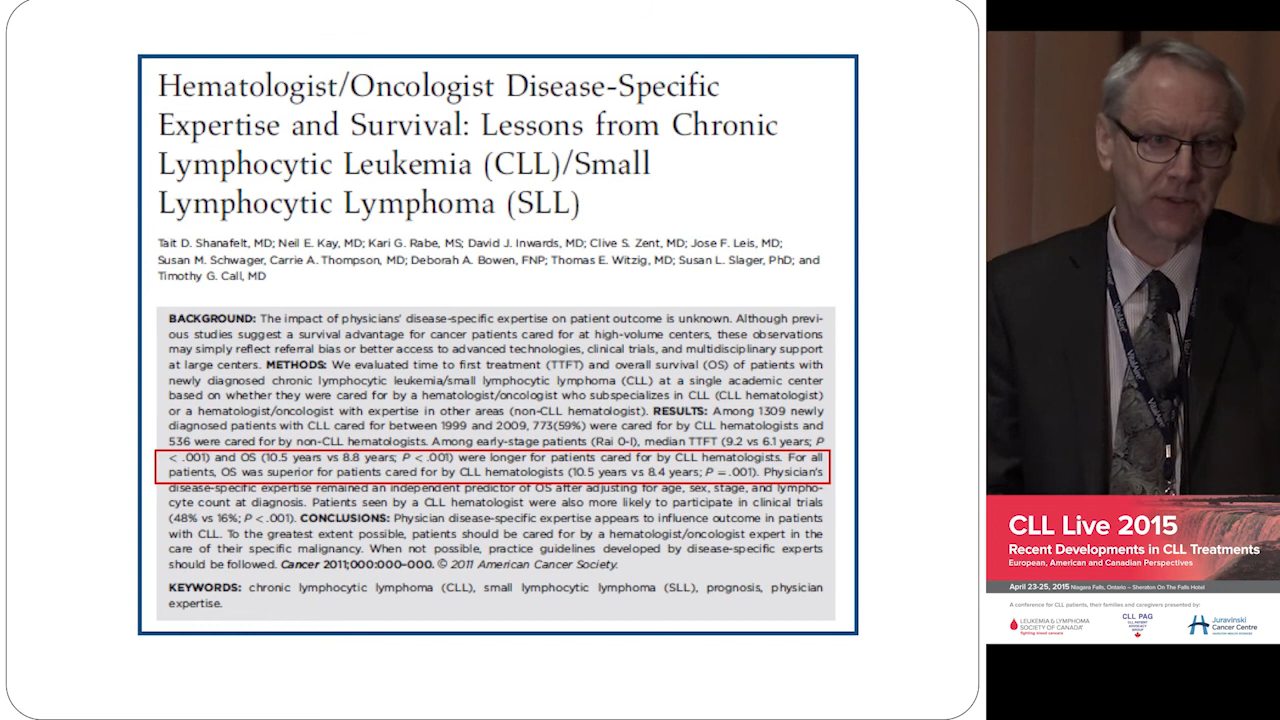 Hematologist/Oncologist Disease-Specific
Expertise and Survival: Lessons from Chronic
Lymphocytic Leukemia (CLL)/Small
Lymphocytic Lymphoma (SLL)
Tait D. Shanafelt, MD; Neil E. Kay, MD; Kari G. Rabe, MS; David J. Inwards, MD; Clive S. Zent, MD; Jose F. Leis, MD;
Susan M. Schwager, Carrie A. Thompson, MD; Deborah A. Bowen, FNP; Thomas E. Witzig, MD; Susan L. Slager, PhD; and
Timothy G. Call, MD
BACKGROUND: The impact of physicians' disease-specific expertise on patient outcome is unknown. Although previ-
ous studies suggest a survival advantage for cancer patients cared for at high-volume centers, these observations
may simply reflect referral bias or better access to advanced technologies, clinical trials, and multidisciplinary support
at large centers. METHODS: We evaluated time to first treatment (TTFT) and overall survival (OS) of patients with
newly diagnosed chronic lymphocytic leukemia/small lymphocytic lymphoma (CLL) at a single academic center
based on whether they were cared for by a hematologist/oncologist who subspecializes in CLL (CLL hematologist)
or a hematologist/oncologist with expertise in other areas (non-CLL hematologist). RESULTS: Among 1309 newly
diagnosed patients with CLL cared for between 1999 and 2009, 773(59%) were cared for by CLL hematologists and
536 were cared for by non-CLL hematologists. Among early-stage patients (Rai 0-I), median TTFT (9.2 vs 6.1 years; P
< .001) and OS (10.5 years vs 8.8 years; P < .001) were longer for patients cared for by CLL hematologists. For all
patients, OS was superior for patients cared for by CLL hematologists (10.5 years vs 8.4 years; P = .001). Physician's
disease-specific expertise remained an independent predictor of OS after adjusting for age, sex, stage, and lympho-
cyte count at diagnosis. Patients seen by a CLL hematologist were also more likely to participate in clinical trials
(48% vs 16%; P < .001). CONCLUSIONS: Physician disease-specific expertise appears to influence outcome in patients
with CLL. To the greatest extent possible, patients should be cared for by a hematologist/oncologist expert in the
care of their specific malignancy. When not possible, practice guidelines developed by disease-specific experts
should be followed. Cancer 2011;000:000-000. © 2011 American Cancer Society.
KEYWORDS: chronic lymphocytic lymphoma (CLL), small lymphocytic lymphoma (SLL), prognosis, physician
expertise.
CLL Live 2015
Recent Developments in CLL Treatments
European, American and Canadian Perspectives
April 23-25, 2015 Niagara Falls, Ontario – Sheraton On The Falls Hotel
A conference for CLL patients, their families and caregivers presented by:
LEUKEMIA & LYMPHOMA
SOCIETY OF CANADA
fighting blood cancers
CLL PAG
CLL PATIENT
ADVOCACY
GROUP
Juravinski
Cancer Centre